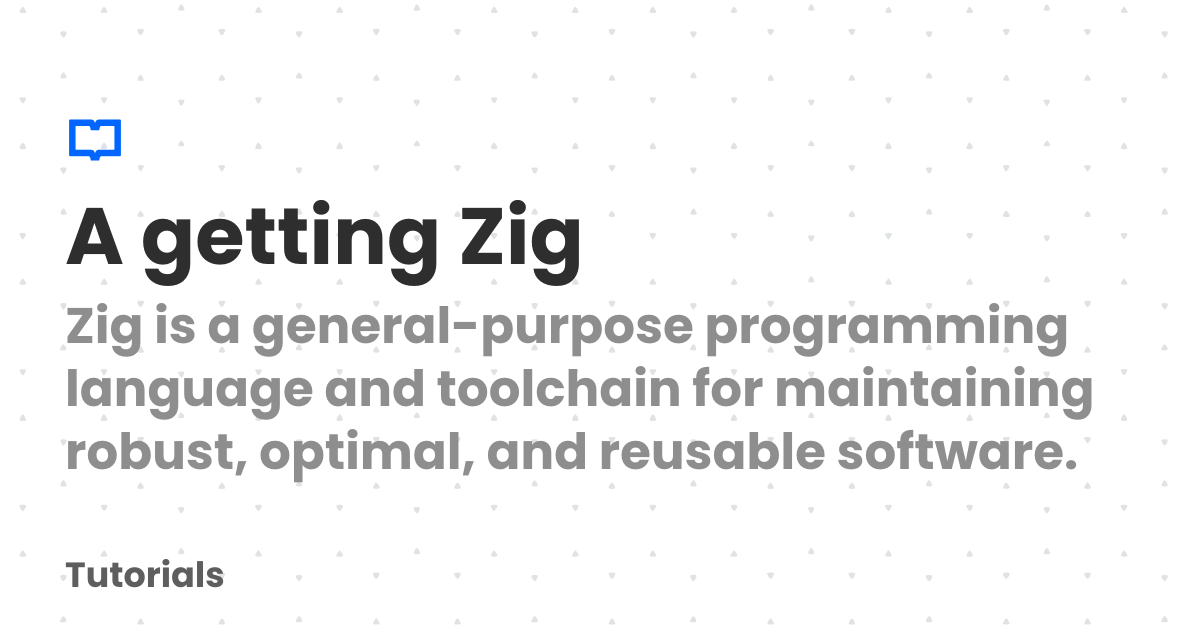 A getting Zig
Zig is a general-purpose programming
language and toolchain for maintaining
robust, optimal, and reusable software.
Tutorials